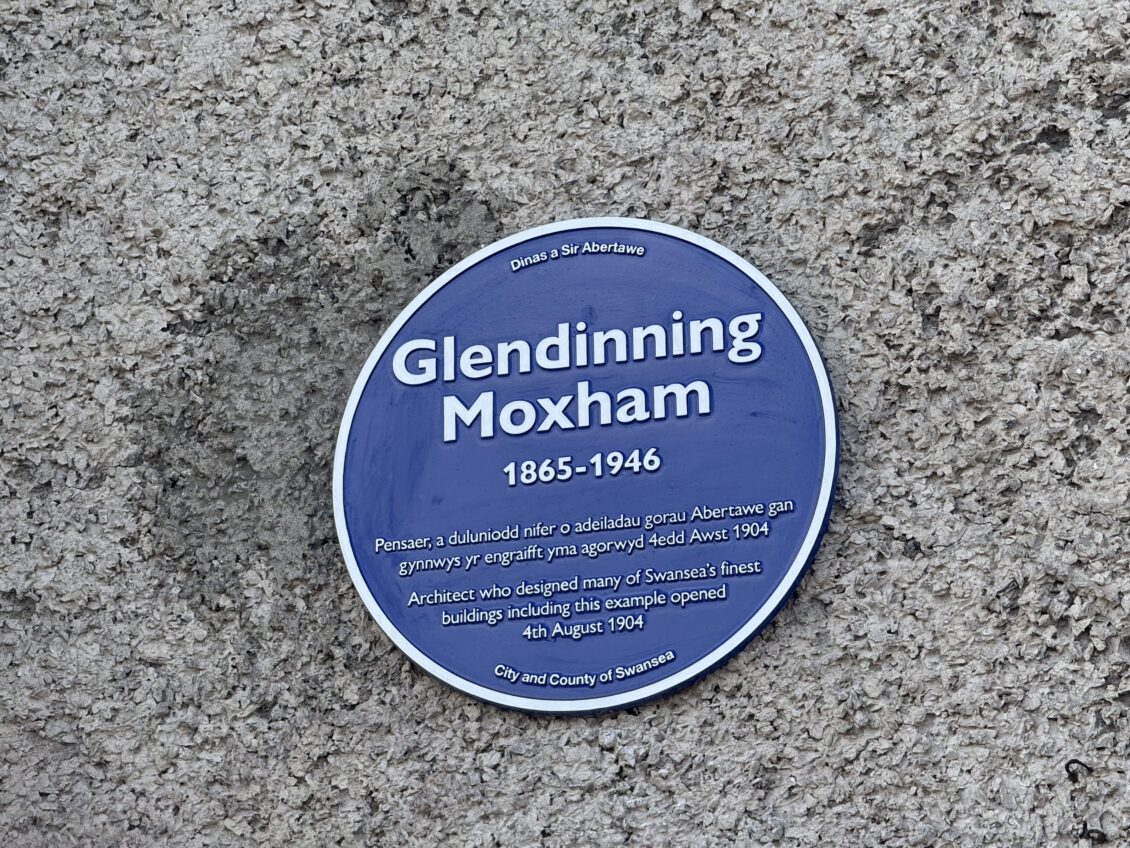 Dinas a Sir Abertawe
Glendinning
Moxham
1865-1946
Pensaer, a duluniodd nifer o adeiladau gorau Abertawe gan
gynnwys yr engraifft yma agorwyd 4edd Awst 1904
Architect who designed many of Swansea's finest
buildings including this example opened
4th August 1904
City and County of Swansea